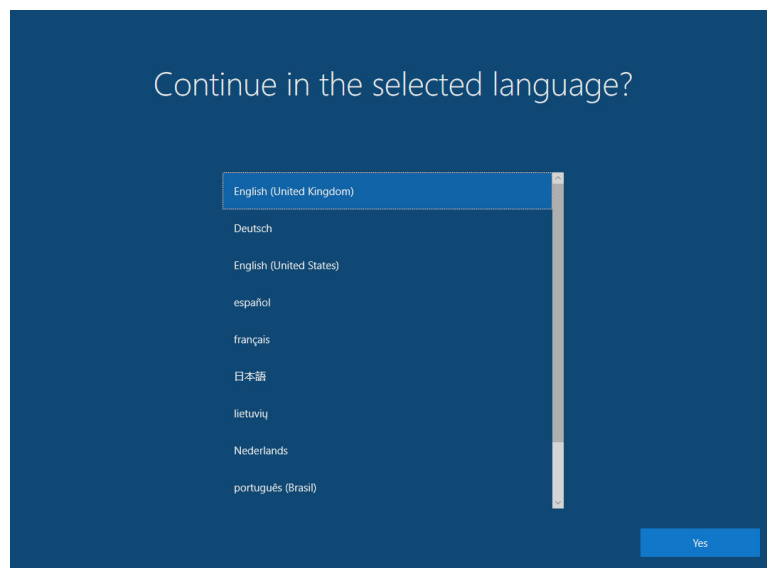 Continue in the selected language?
English (United Kingdom)
Deutsch
English (United States)
español
français
日本語
lietuvių
Nederlands
português (Brasil)
Yes